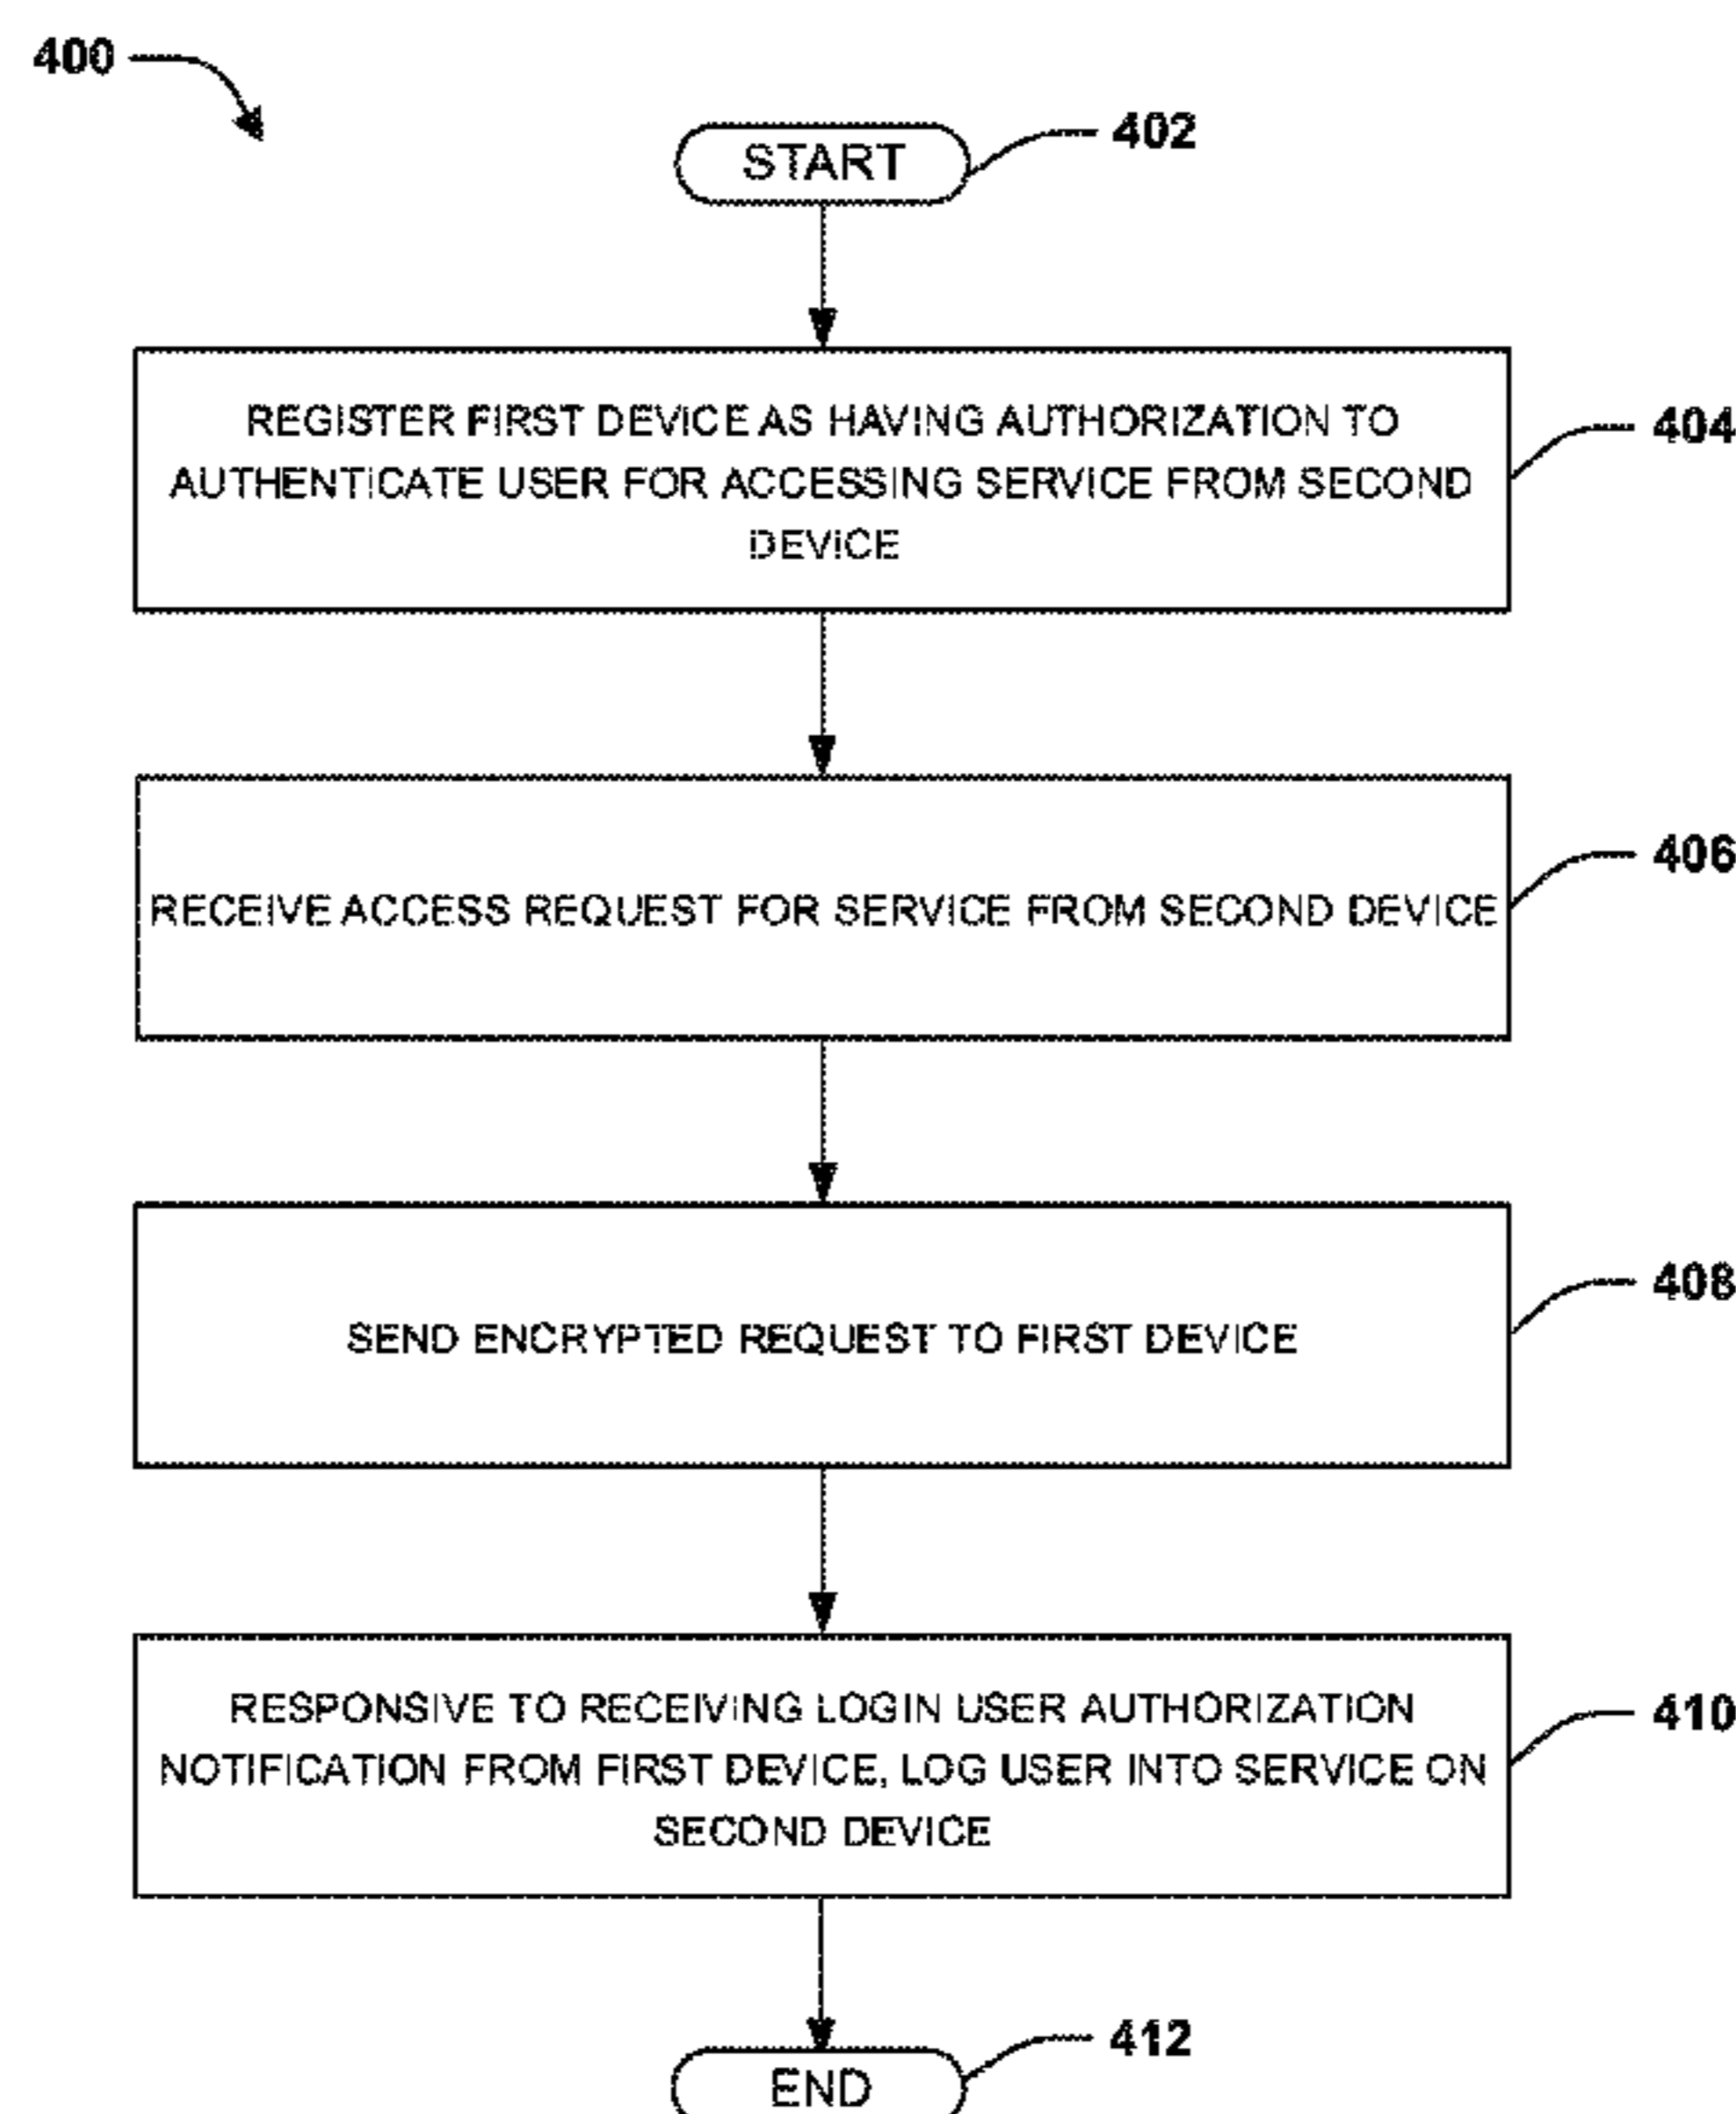 400
START
402
REGISTER FIRST DEVICE AS HAVING AUTHORIZATION TO
AUTHENTICATE USER FOR ACCESSING SERVICE FROM SECOND
DEVICE
404
RECEIVE ACCESS REQUEST FOR SERVICE FROM SECOND DEVICE
406
SEND ENCRYPTED REQUEST TO FIRST DEVICE
408
RESPONSIVE TO RECEIVING LOGIN USER AUTHORIZATION
NOTIFICATION FROM FIRST DEVICE, LOG USER INTO SERVICE ON
SECOND DEVICE
410
END
412